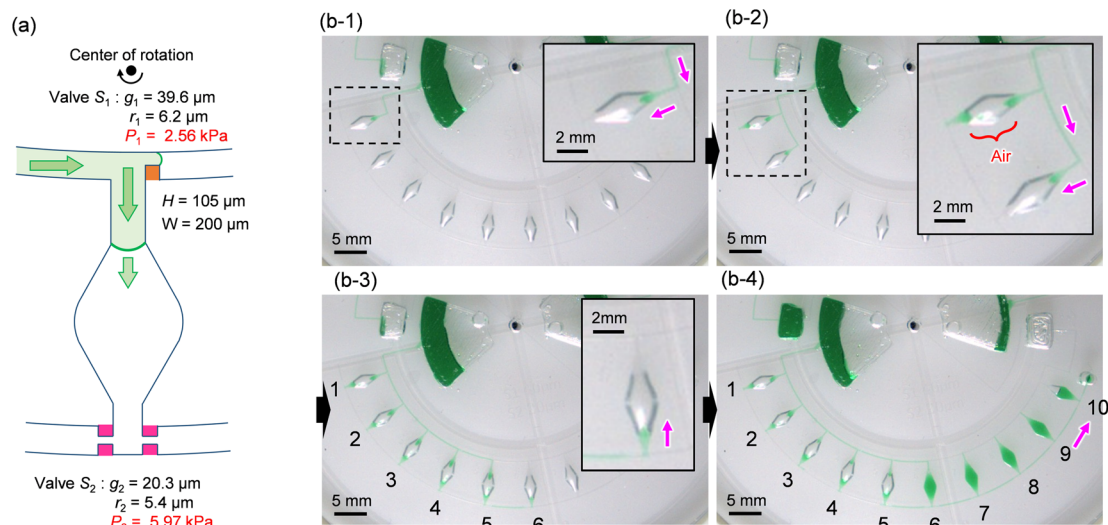 (a)
Center of rotation
Valve S1 : g1 = 39.6 µm
r1 = 6.2 µm
P1 = 2.56 kPa
H = 105 µm
W = 200 µm
Valve S2 : g2 = 20.3 µm
r2 = 5.4 µm
5.97 kPa
(b-1)
2 mm
5 mm
(b-2)
Air
2 mm
5 mm
(b-3)
2mm
1
2
3
4
5
6
5 mm
(b-4)
1
2
3
4
5
6
7
8
9
10
5 mm